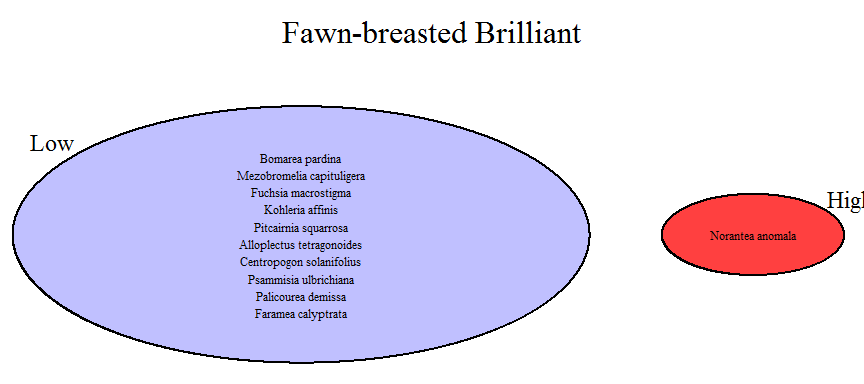 Fawn-breasted Brilliant
Low
Bomarea pardina
Mezobromelia capituligera
Fuchsia macrostigma
Kohleria affinis
Pitcairnia squarrosa
Alloplectus tetragonoides
Centropogon solanifolius
Psammisia ulbrichiana
Palicourea demissa
Faramea calyptrata
High
Norantea anomala